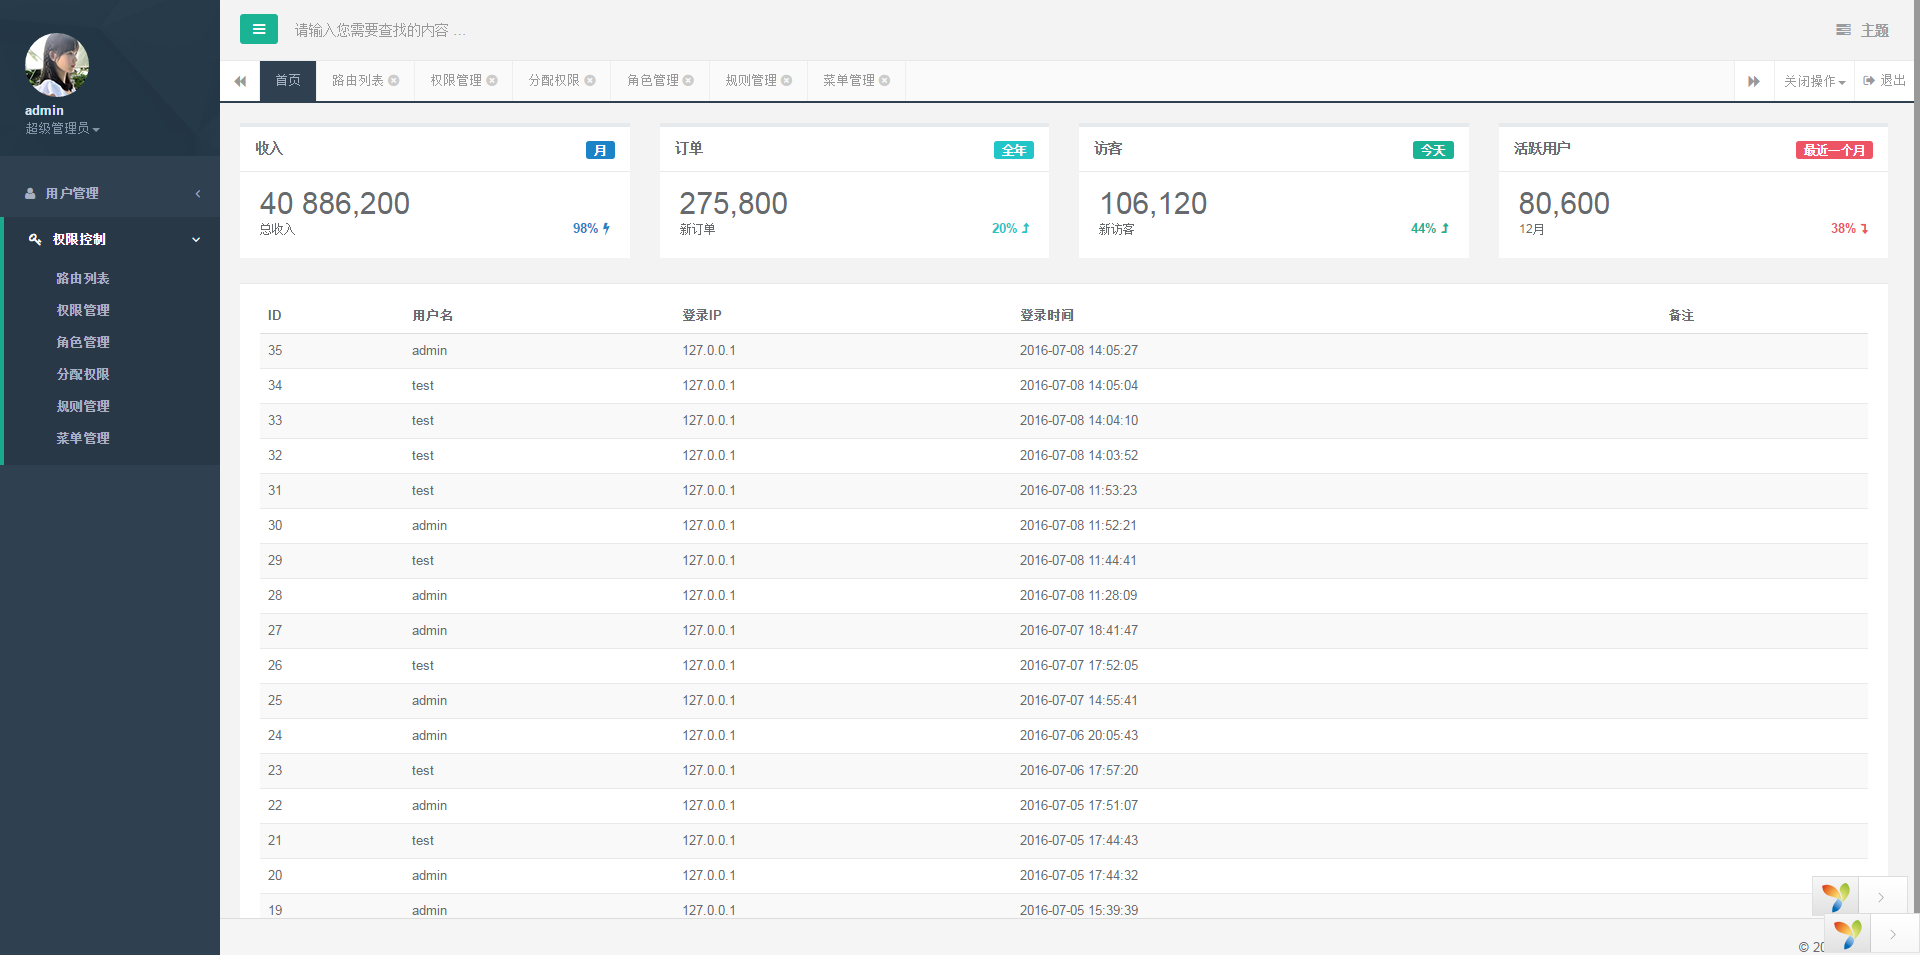 admin
超级管理员
用户管理
权限控制
路由列表
权限管理
角色管理
分配权限
规则管理
菜单管理
请输入您需要查找的内容 …
主题
首页 路由列表 权限管理 分配权限 角色管理 规则管理 菜单管理 关闭操作 退出
收入 月
40 886,200
总收入 98%
订单 全年
275,800
新订单 20%
访客 今天
106,120
新访客 44%
活跃用户 最近一个月
80,600
12月 38%
ID 用户名 登录IP 登录时间 备注
35 admin 127.0.0.1 2016-07-08 14:05:27
34 test 127.0.0.1 2016-07-08 14:05:04
33 test 127.0.0.1 2016-07-08 14:04:10
32 test 127.0.0.1 2016-07-08 14:03:52
31 test 127.0.0.1 2016-07-08 11:53:23
30 admin 127.0.0.1 2016-07-08 11:52:21
29 test 127.0.0.1 2016-07-08 11:44:41
28 admin 127.0.0.1 2016-07-08 11:28:09
27 admin 127.0.0.1 2016-07-07 18:41:47
26 test 127.0.0.1 2016-07-07 17:52:05
25 admin 127.0.0.1 2016-07-07 14:55:41
24 admin 127.0.0.1 2016-07-06 20:05:43
23 test 127.0.0.1 2016-07-06 17:57:20
22 admin 127.0.0.1 2016-07-05 17:51:07
21 test 127.0.0.1 2016-07-05 17:44:43
20 admin 127.0.0.1 2016-07-05 17:44:32
19 admin 127.0.0.1 2016-07-05 15:39:39
©